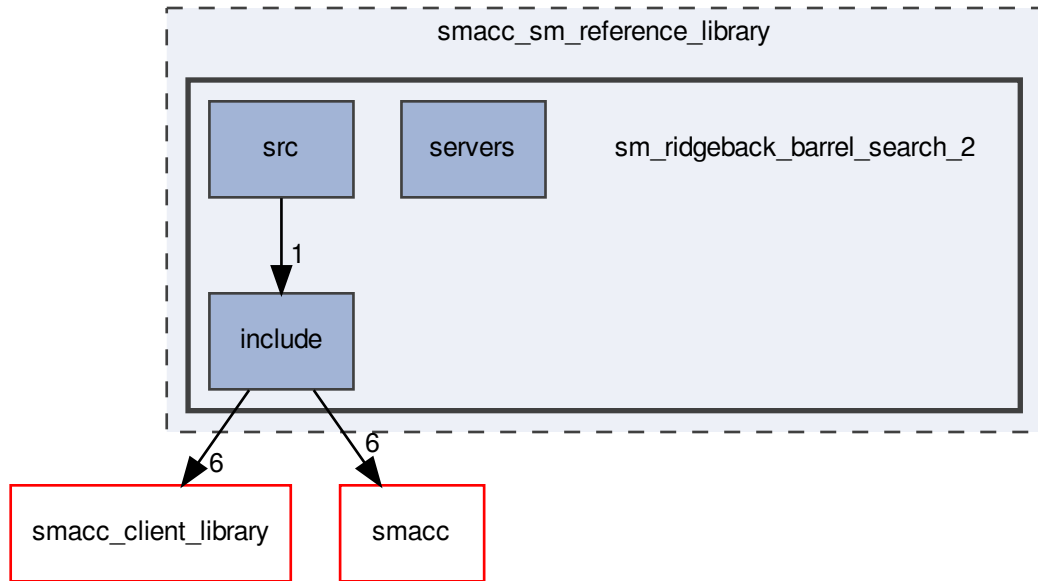 smacc_sm_reference_library
src
servers
sm_ridgeback_barrel_search_2
1
include
6
6
smacc_client_library
smacc